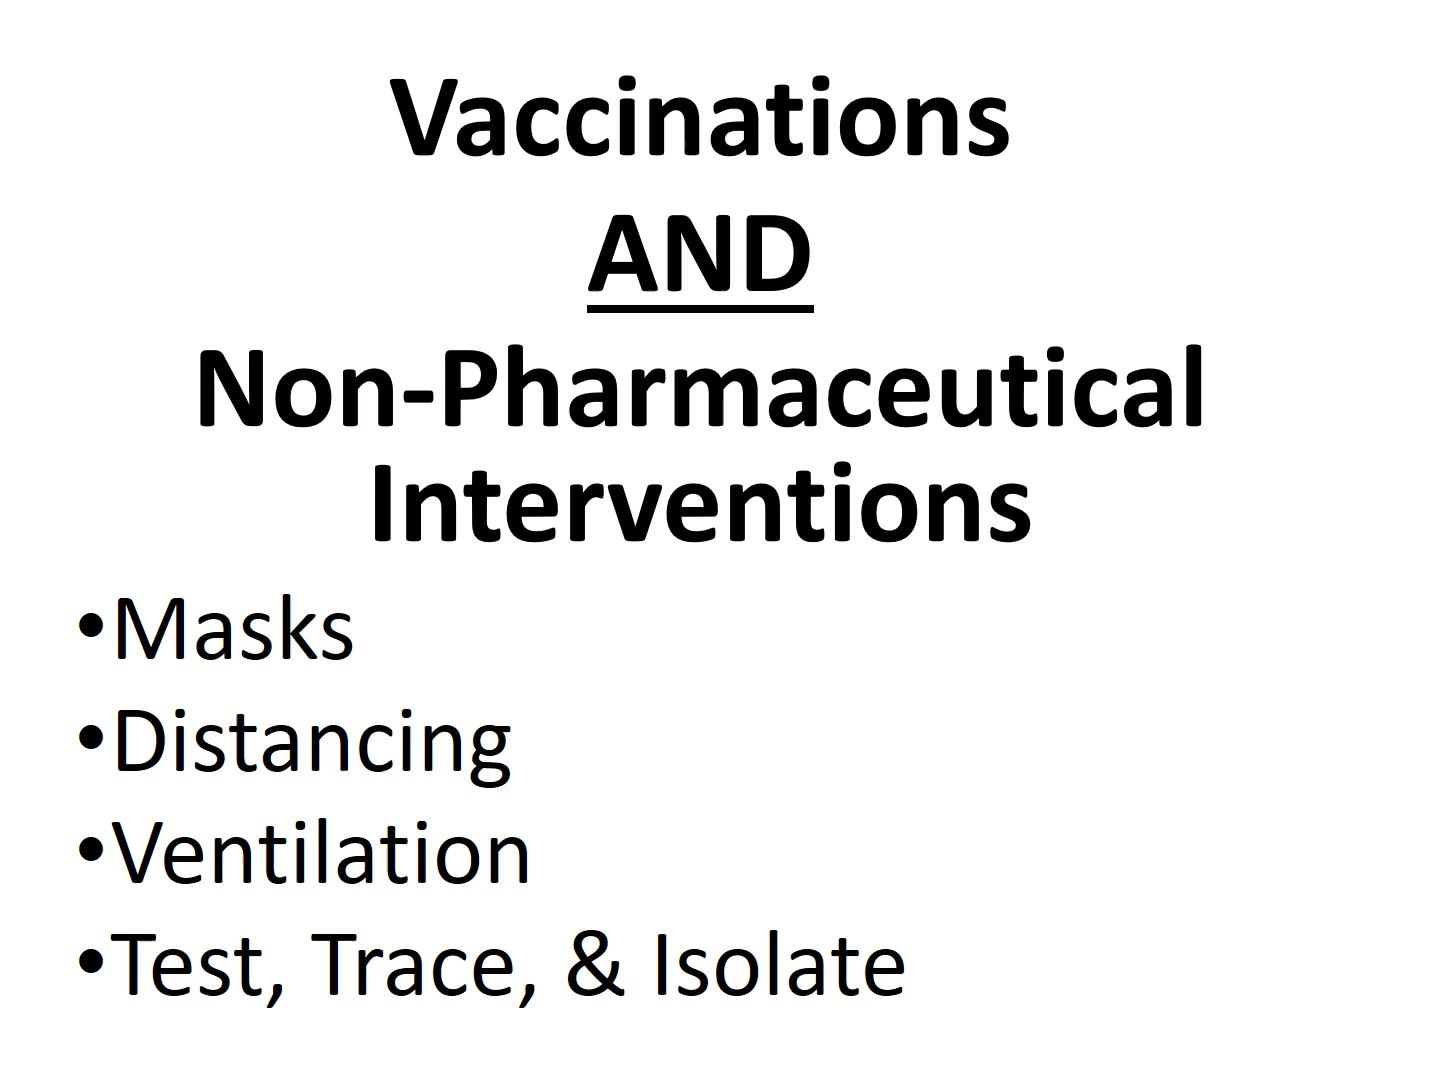 Vaccinations
AND
Non-Pharmaceutical
Interventions
•Masks
•Distancing
•Ventilation
•Test, Trace, & Isolate